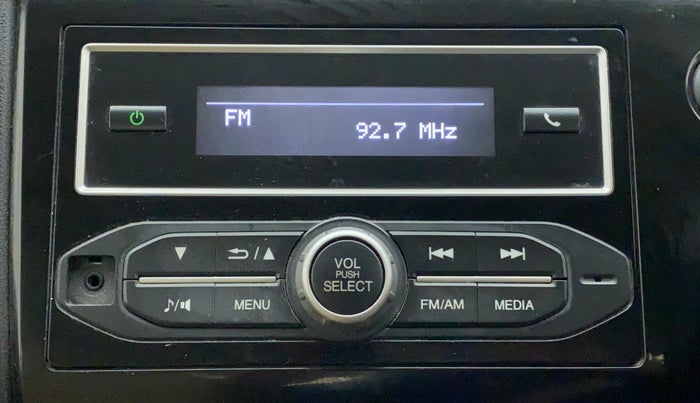 FM
92.7 MHz
VOL
PUSH
SELECT
MENU
FM/AM
MEDIA